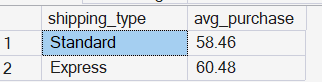 shipping_type avg_purchase
1 Standard 58.46
2 Express 60.48